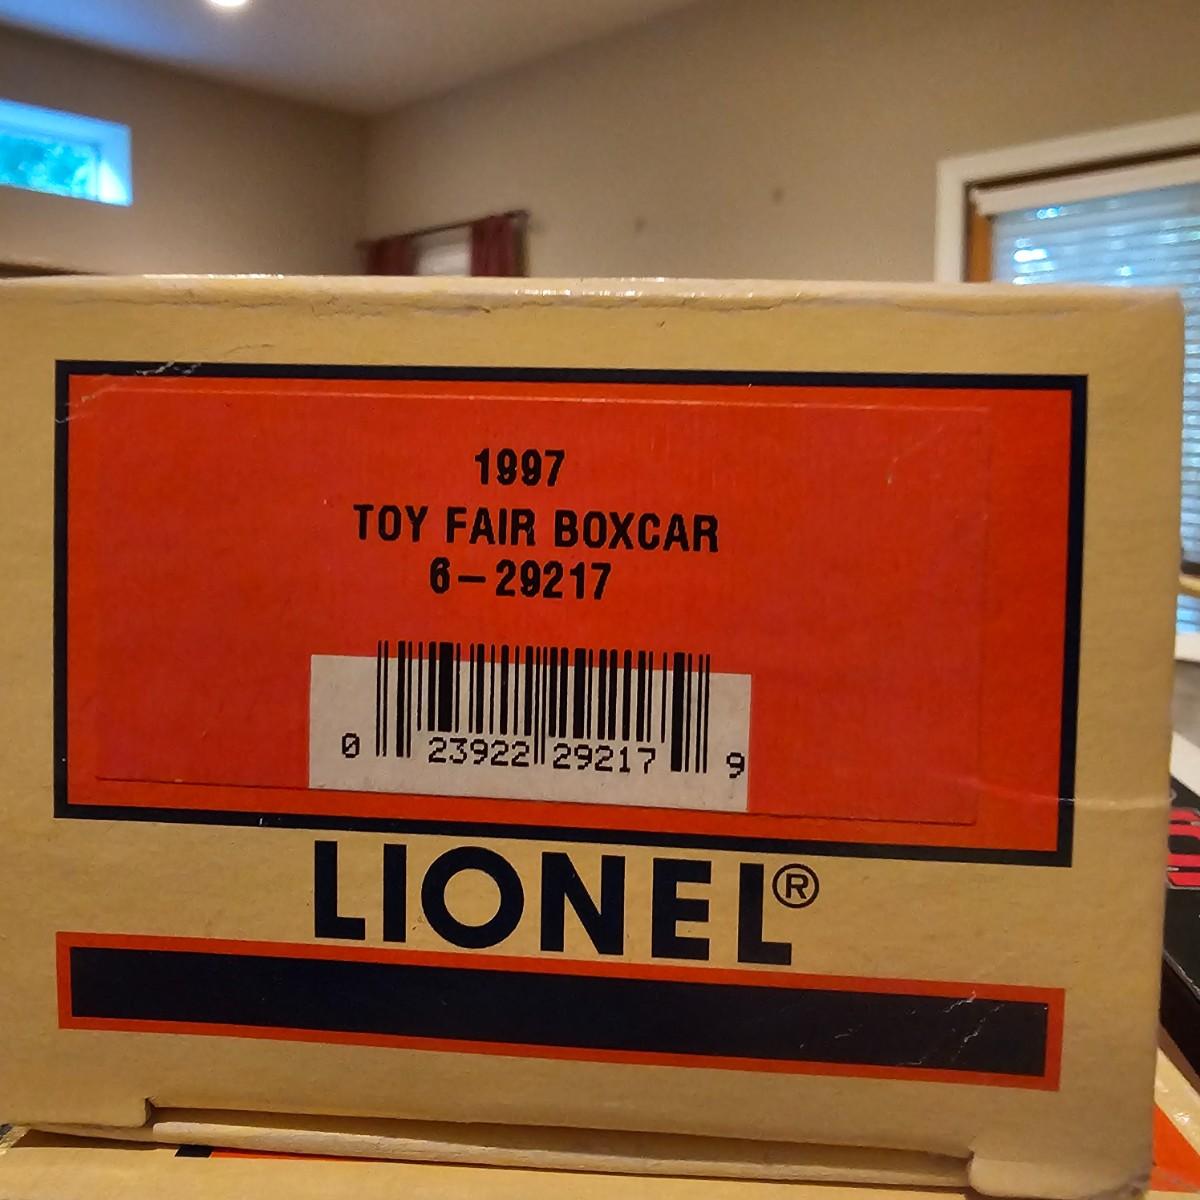 1997
TOY FAIR BOXCAR
6-29217
0 23922 29217 9
LIONEL®